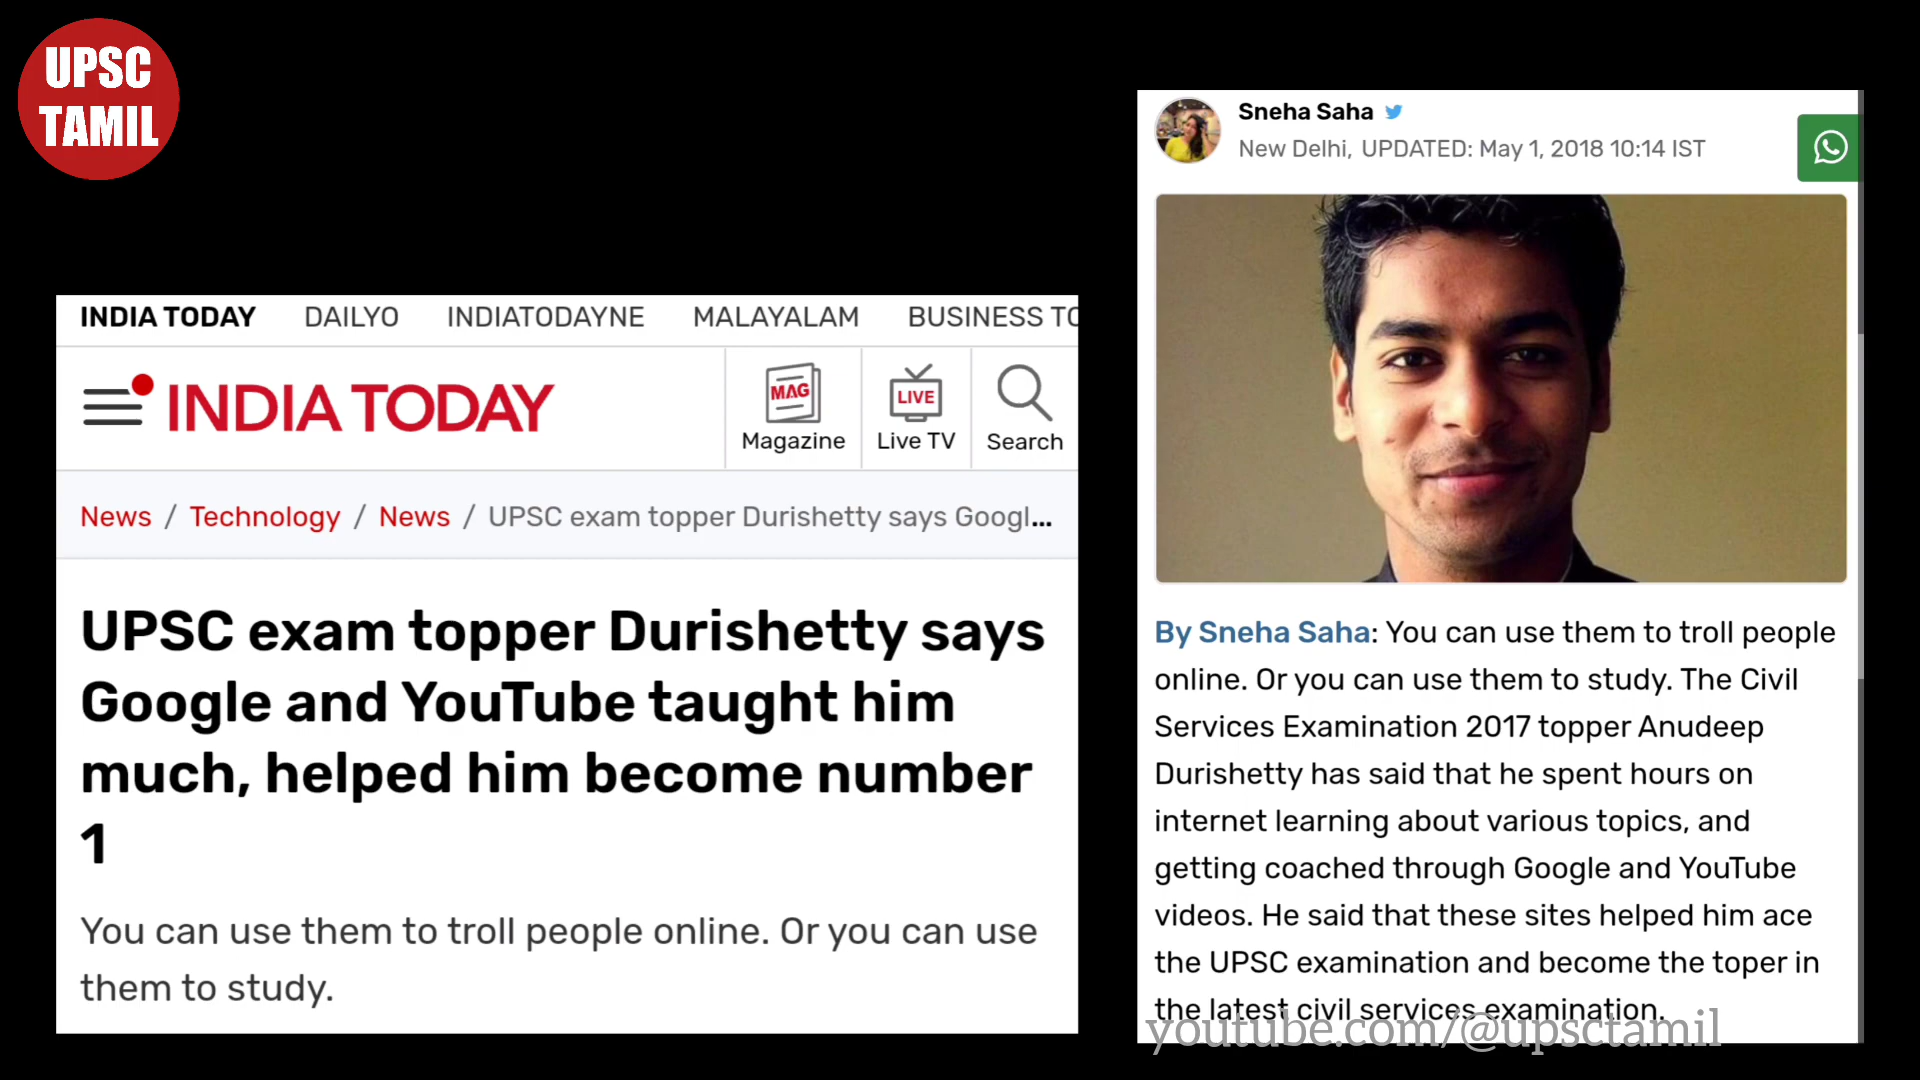 UPSC
TAMIL
INDIA TODAY DAILYO INDIATODAYNE MALAYALAM BUSINESS TO
INDIA TODAY
MAG
Magazine
LIVE
Live TV
Search
News / Technology / News / UPSC exam topper Durishetty says Googl...
UPSC exam topper Durishetty says
Google and YouTube taught him
much, helped him become number
1
You can use them to troll people online. Or you can use
them to study.
Sneha Saha
New Delhi, UPDATED: May 1, 2018 10:14 IST
By Sneha Saha: You can use them to troll people
online. Or you can use them to study. The Civil
Services Examination 2017 topper Anudeep
Durishetty has said that he spent hours on
internet learning about various topics, and
getting coached through Google and YouTube
videos. He said that these sites helped him ace
the UPSC examination and become the toper in
the latest civil services examination.
youtube.com/@upsctamil